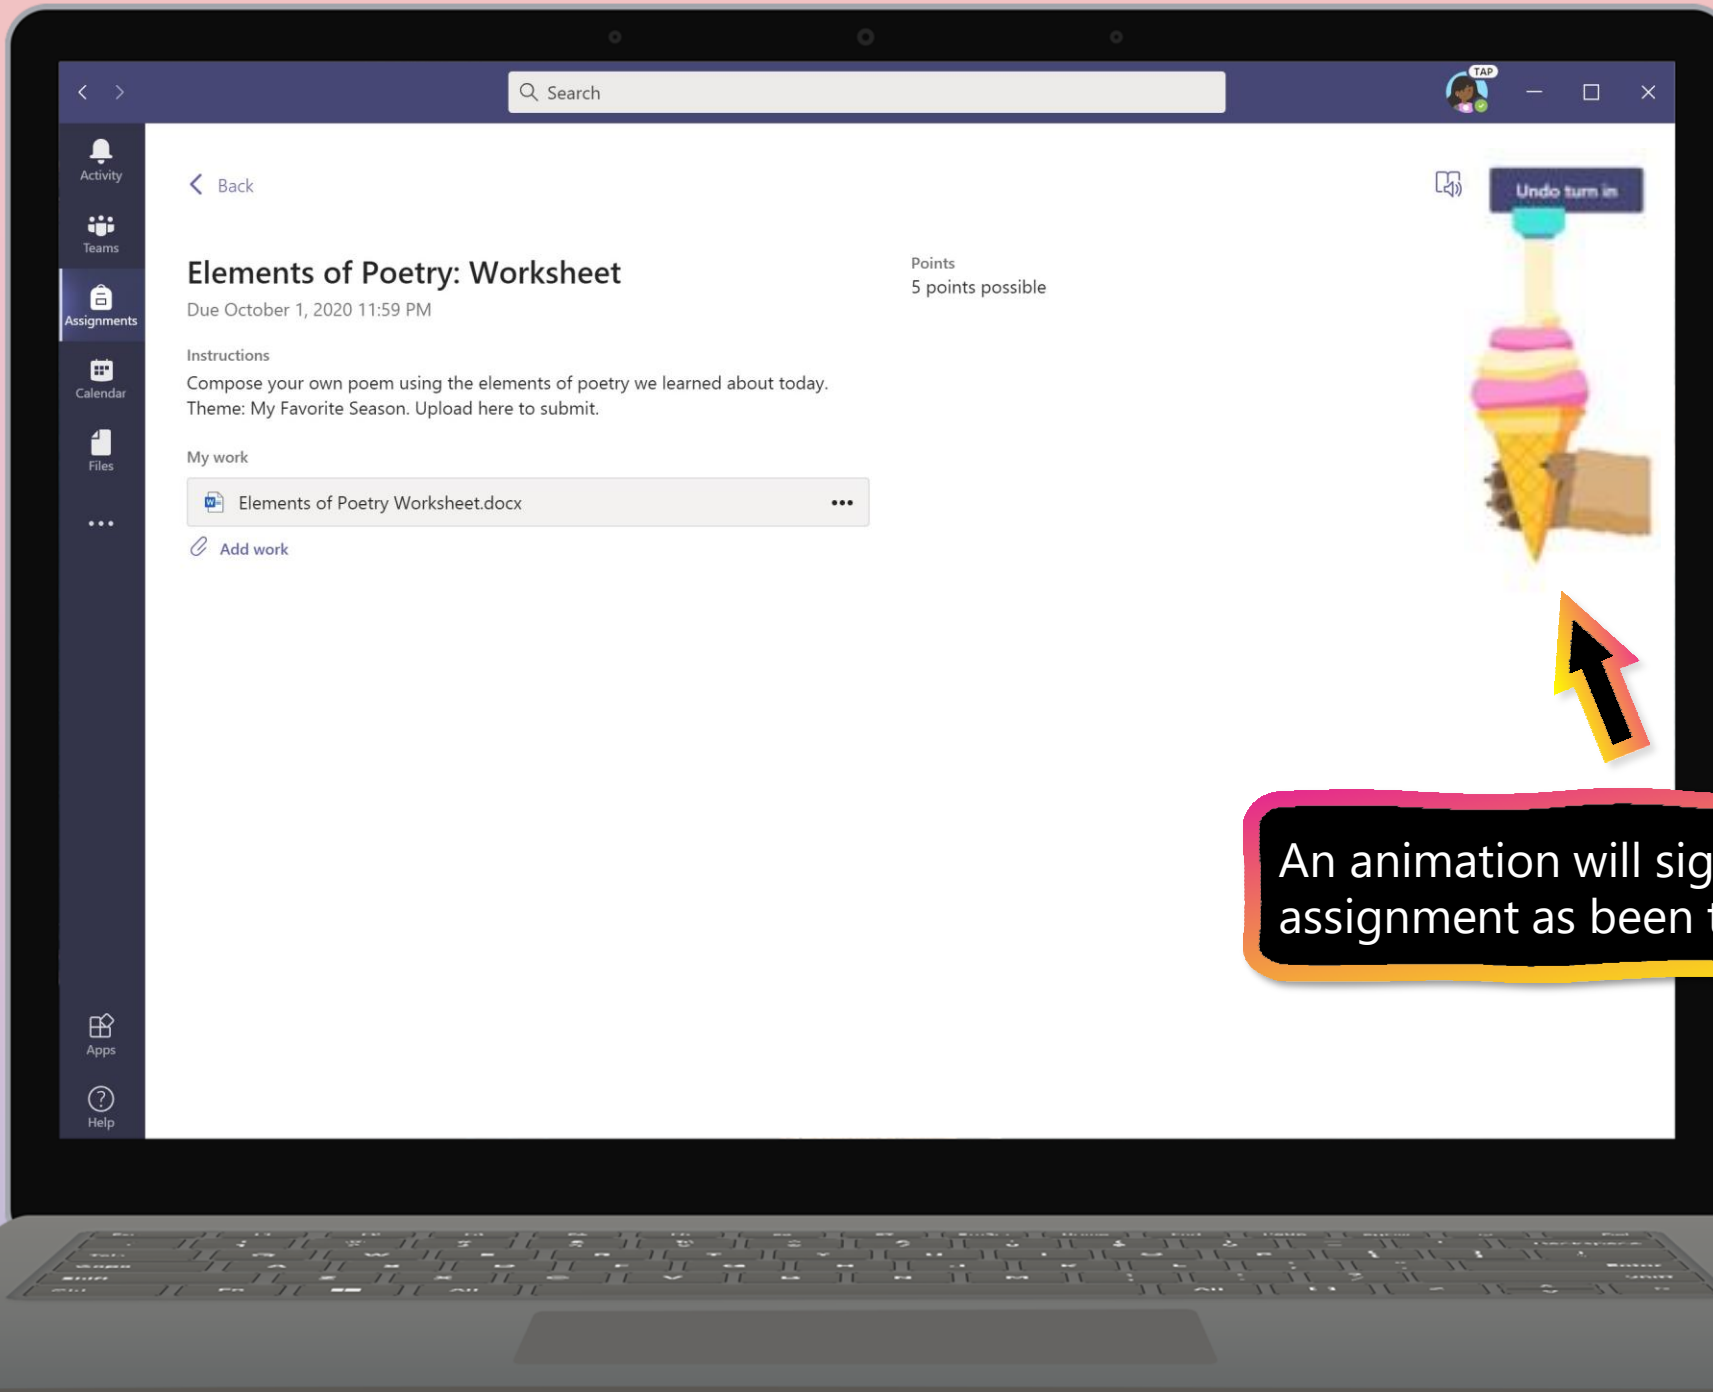 Search
TAP
Activity
Back
Undo turn in
Teams
Elements of Poetry: Worksheet
Points
5 points possible
Due October 1, 2020 11:59 PM
Assignments
Instructions
Compose your own poem using the elements of poetry we learned about today.
Theme: My Favorite Season. Upload here to submit.
Calendar
My work
Files
Elements of Poetry Worksheet.docx
Add work
An animation will sig
assignment as been t
Apps
Help